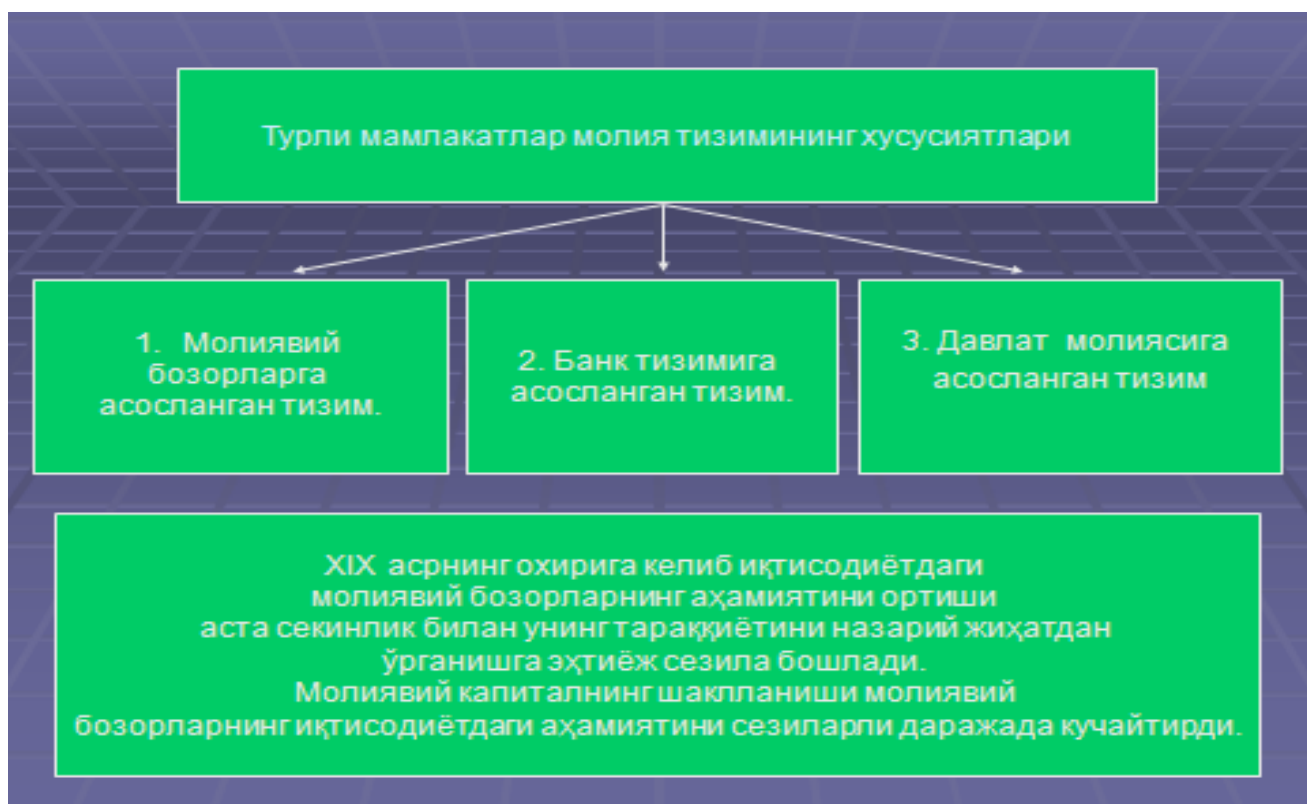 Турли мамлакатлар молия тизимининг хусусиятлари
1. Молиявий
бозорларга
асосланган тизим.
2. Банк тизимига
асосланган тизим.
3. Давлат молиясига
асосланган тизим
XIX асрнинг охирига келиб иқтисодиётдаги
молиявий бозорларнинг аҳамиятини ортиши
аста секинлик билан унинг тараққиётини назарий жиҳатдан
ўрганишга эҳтиёж сезила бошлади.
Молиявий капиталнинг шаклланиши молиявий
бозорларнинг иқтисодиётдаги аҳамиятини сезиларли даражада кучайтирди.